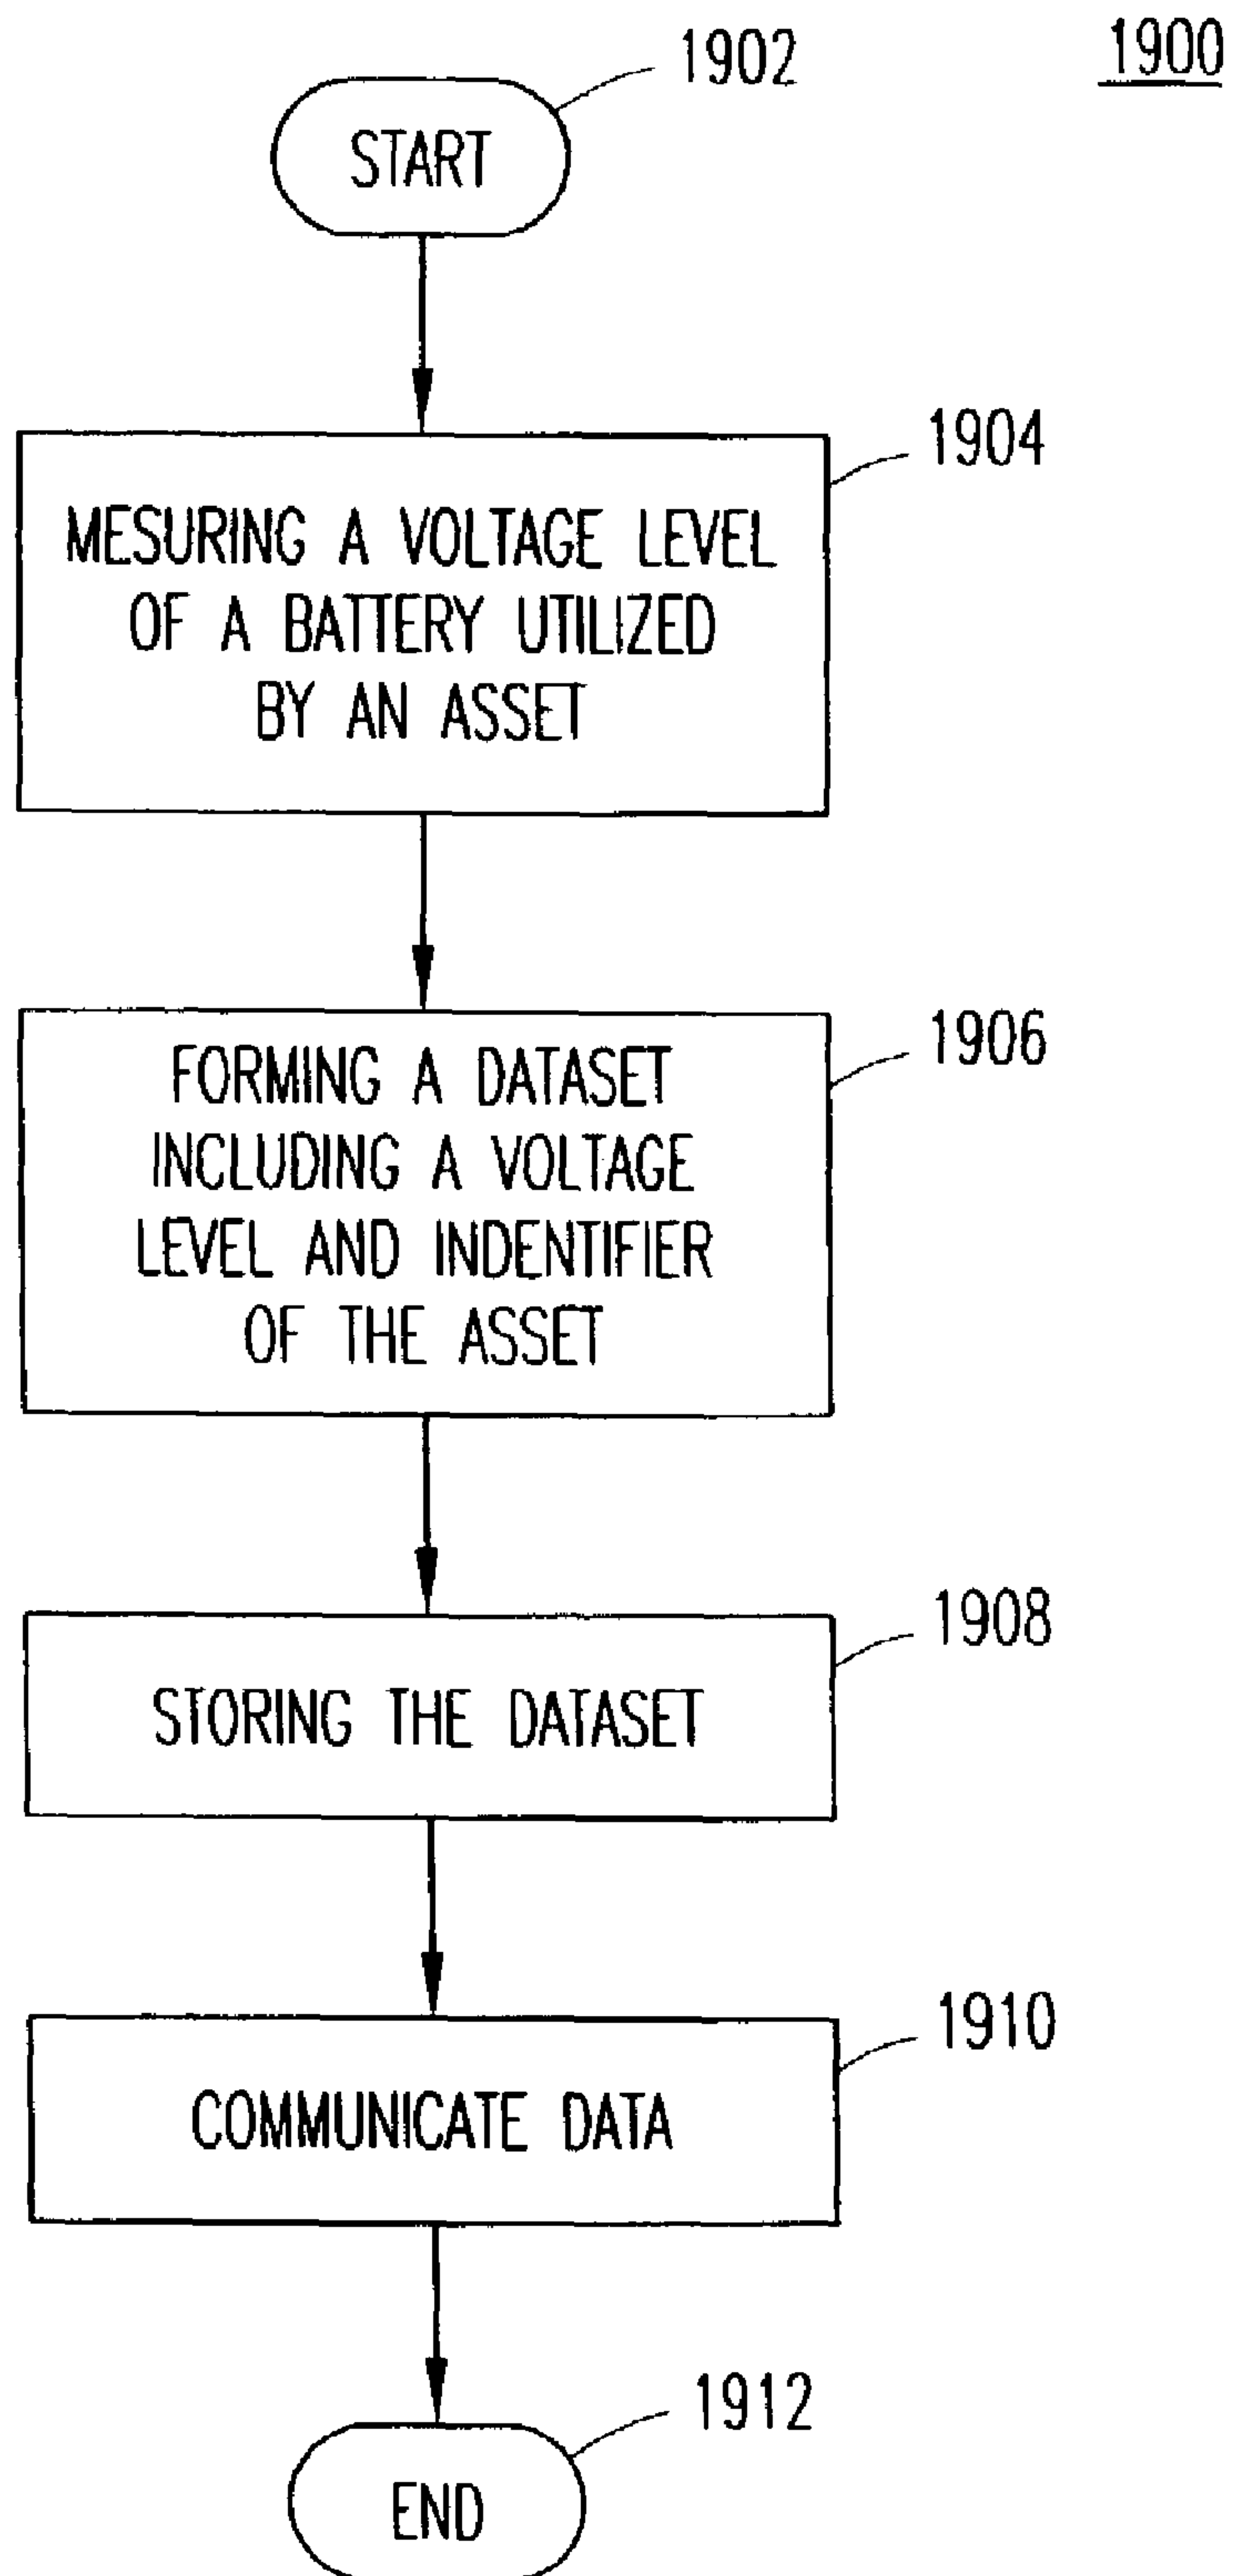 1900
1902
START
1904
MESURING A VOLTAGE LEVEL
OF A BATTERY UTILIZED
BY AN ASSET
1906
FORMING A DATASET
INCLUDING A VOLTAGE
LEVEL AND INDENTIFIER
OF THE ASSET
1908
STORING THE DATASET
1910
COMMUNICATE DATA
1912
END